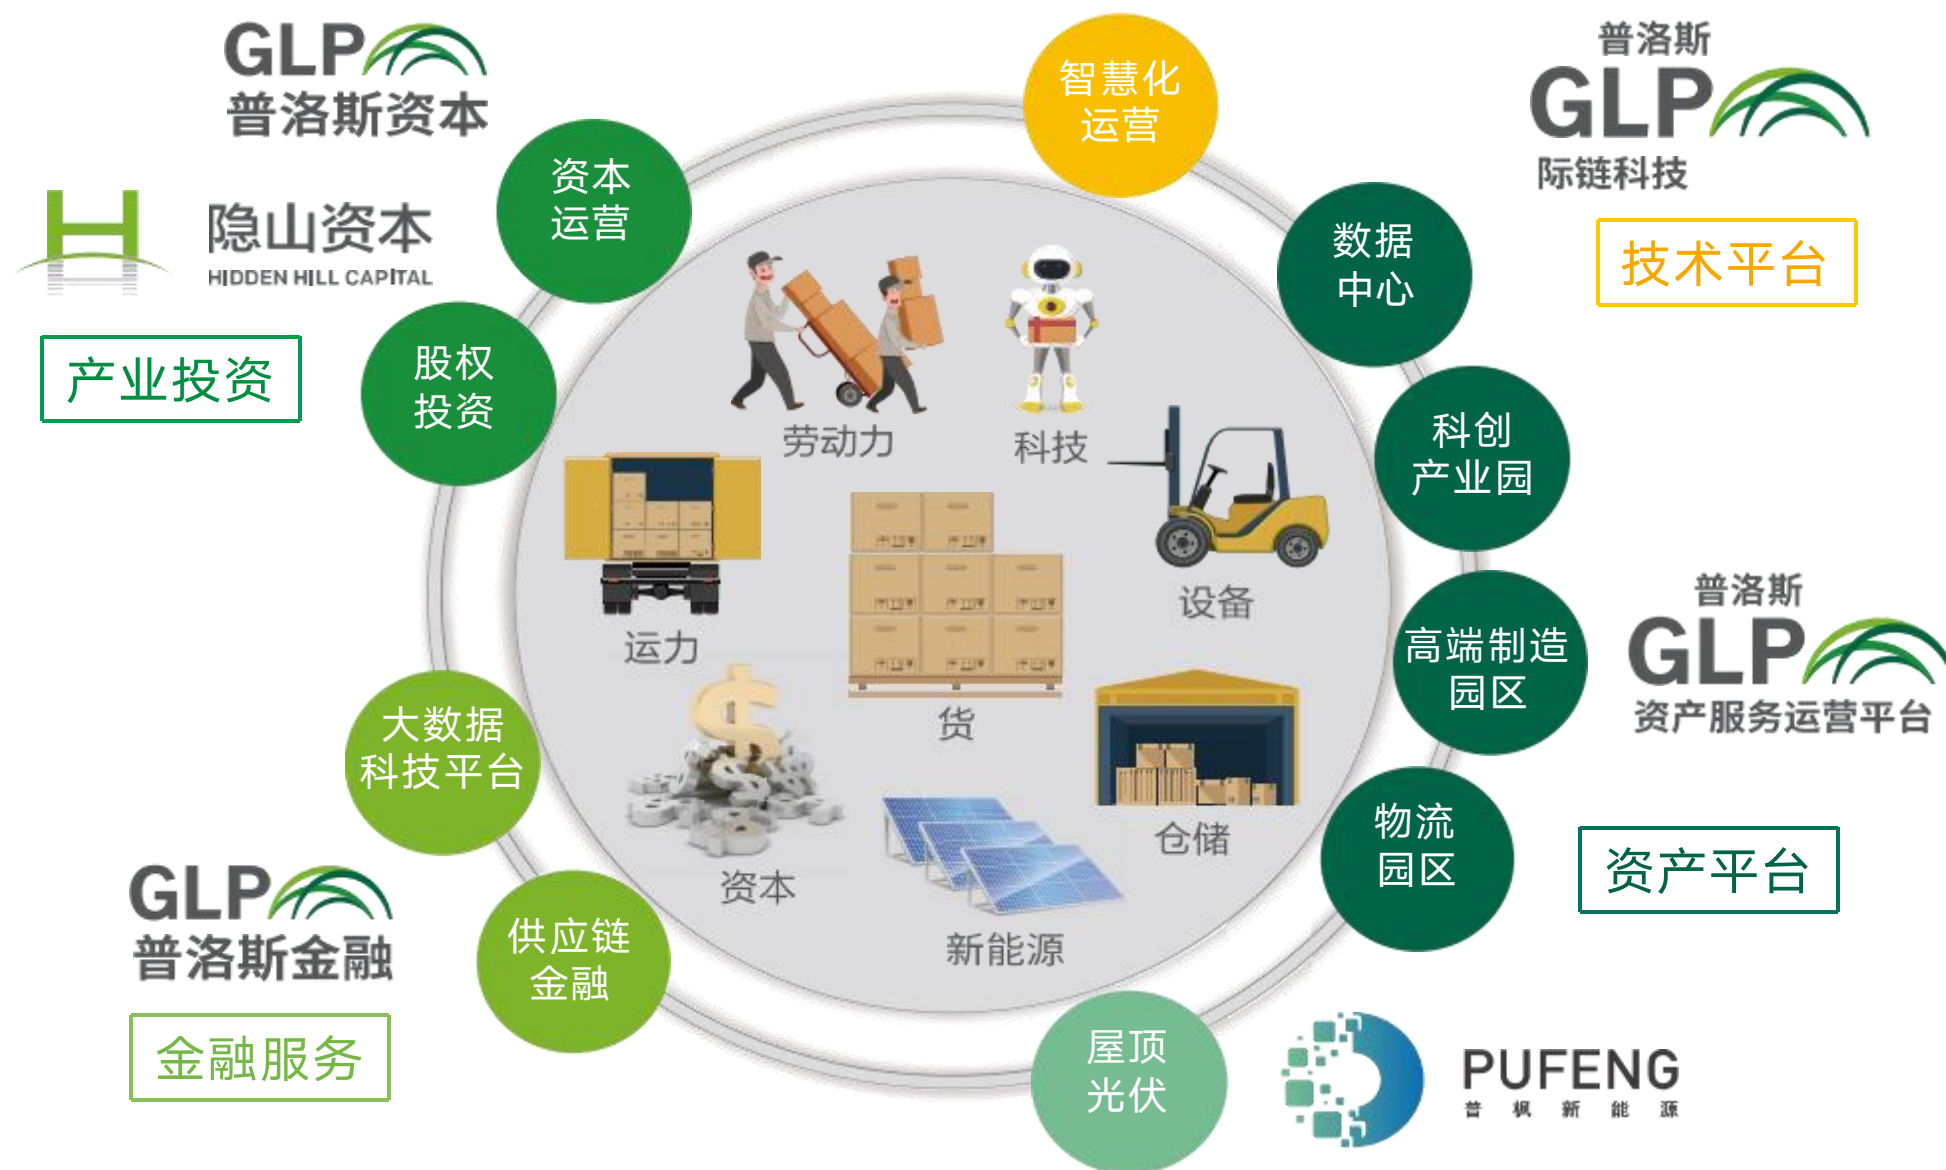 GLP
普洛斯资本
隐山资本
HIDDEN HILL CAPITAL
产业投资
资本
运营
股权
投资
智慧化
运营
普洛斯
GLP
际链科技
技术平台
数据
中心
科创
产业园
高端制造
园区
物流
园区
普洛斯
GLP
资产服务运营平台
资产平台
劳动力
科技
设备
运力
货
仓储
资本
新能源
大数据
科技平台
供应链
金融
GLP
普洛斯金融
金融服务
屋顶
光伏
PUFENG
普枫新能源